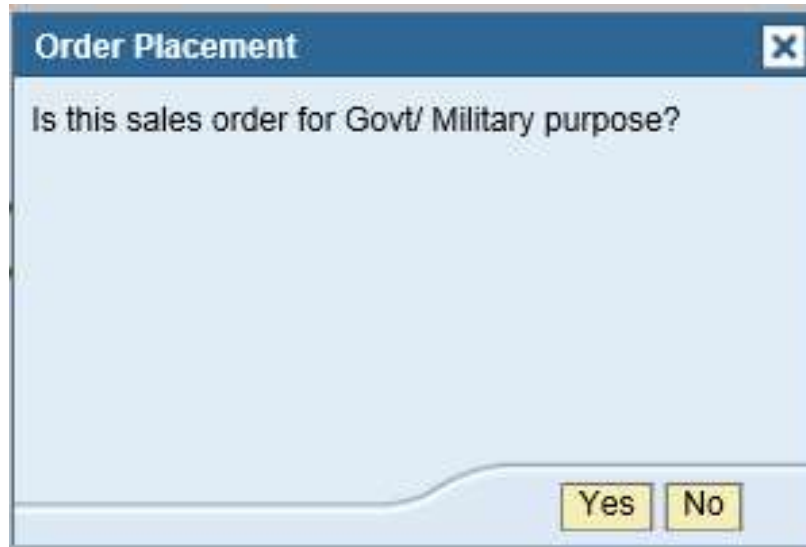 Order Placement
Is this sales order for Govt/ Military purpose?
Yes No